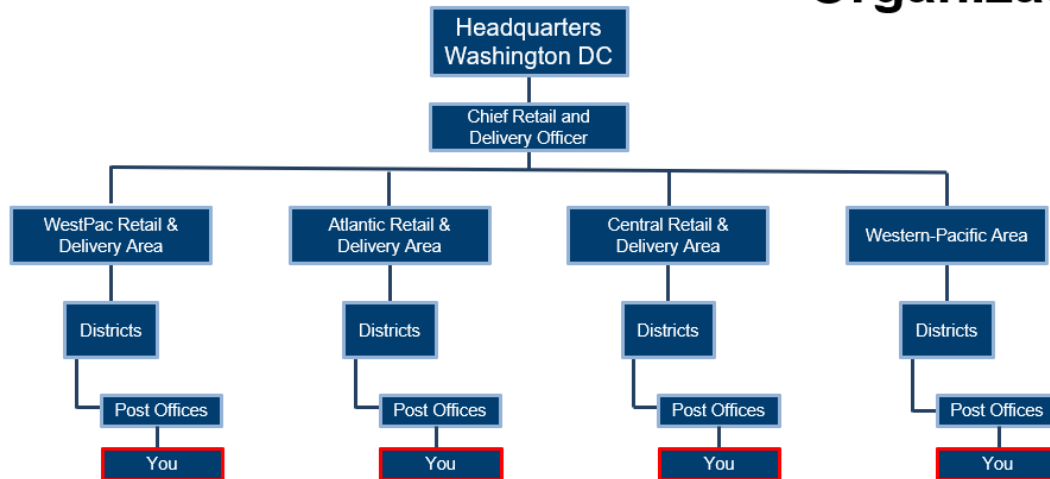 Headquarters
Washington DC
Chief Retail and
Delivery Officer
WestPac Retail &
Delivery Area
Atlantic Retail &
Delivery Area
Central Retail &
Delivery Area
Western-Pacific Area
Districts
Districts
Districts
Districts
Post Offices
Post Offices
Post Offices
Post Offices
You
You
You
You